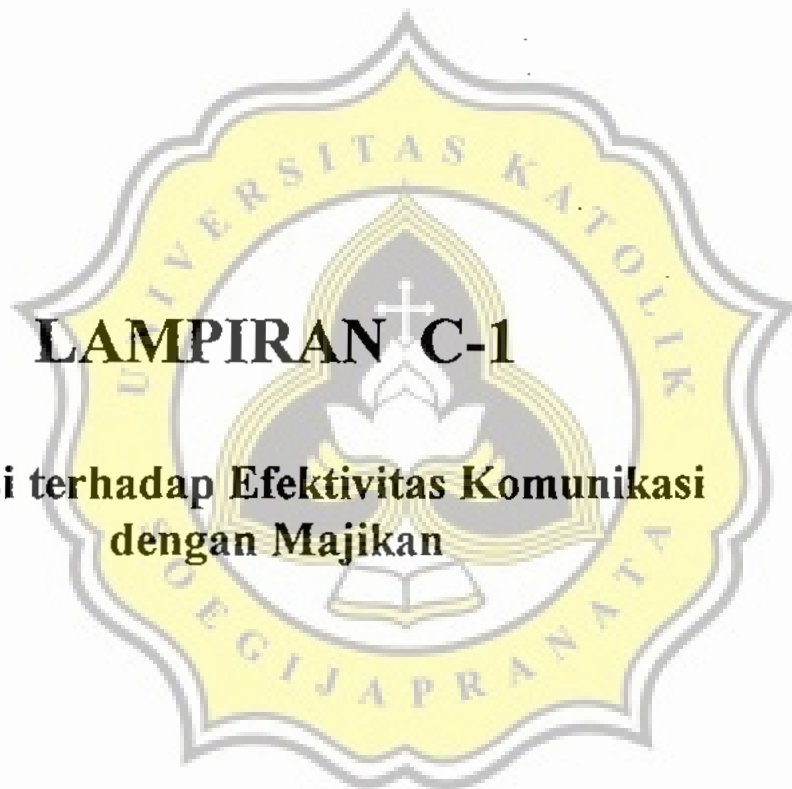 UNIVERSITAS KATOLIK
LAMPIRAN C-1
i terhadap Efektivitas Komunikasi
dengan Majikan
SOEGIJAPRANATA